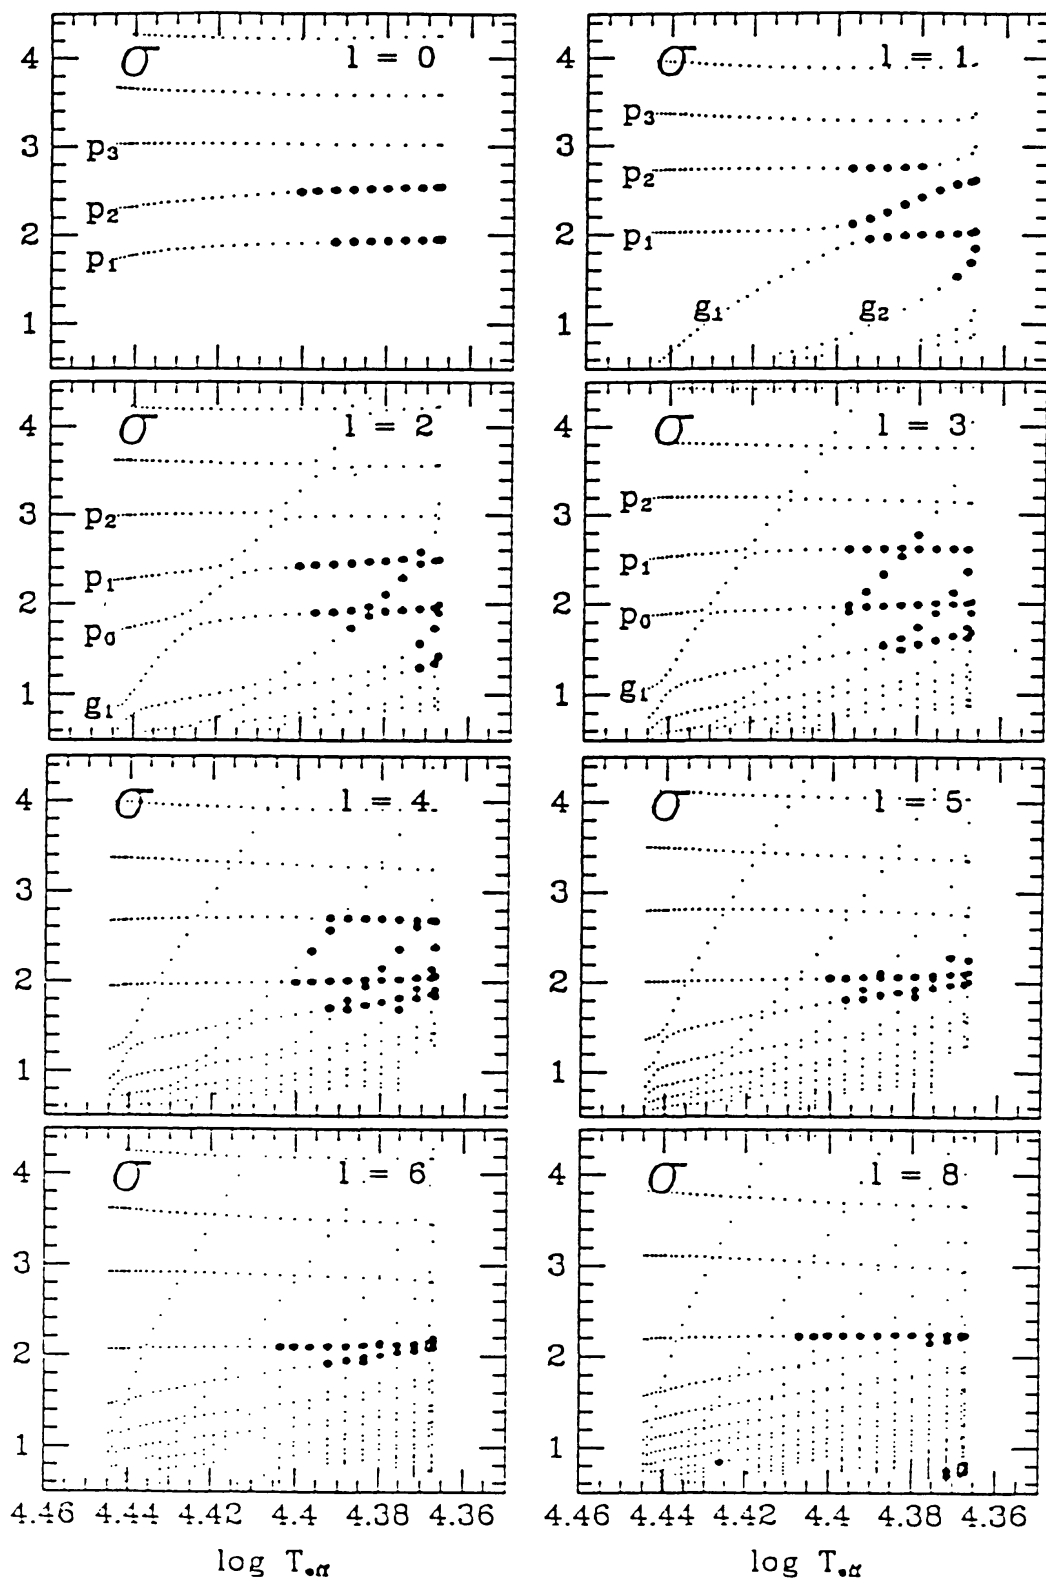 4 σ l = 0
3 p₃
2 p₂
p₁
1
σ l = 1
p₃
p₂
p₁
g₁ g₂
4 σ l = 2
3 p₂
p₁
2 p₀
1 g₁
4 σ l = 3
3 p₂
p₁
2 p₀
1 g₁
4 σ l = 4
3
2
1
4 σ l = 5
3
2
1
4 σ l = 6
3
2
1
4.46 4.44 4.42 4.4 4.38 4.36
log Tₑff
4 σ l = 8
3
2
1
4.46 4.44 4.42 4.4 4.38 4.36
log Tₑff